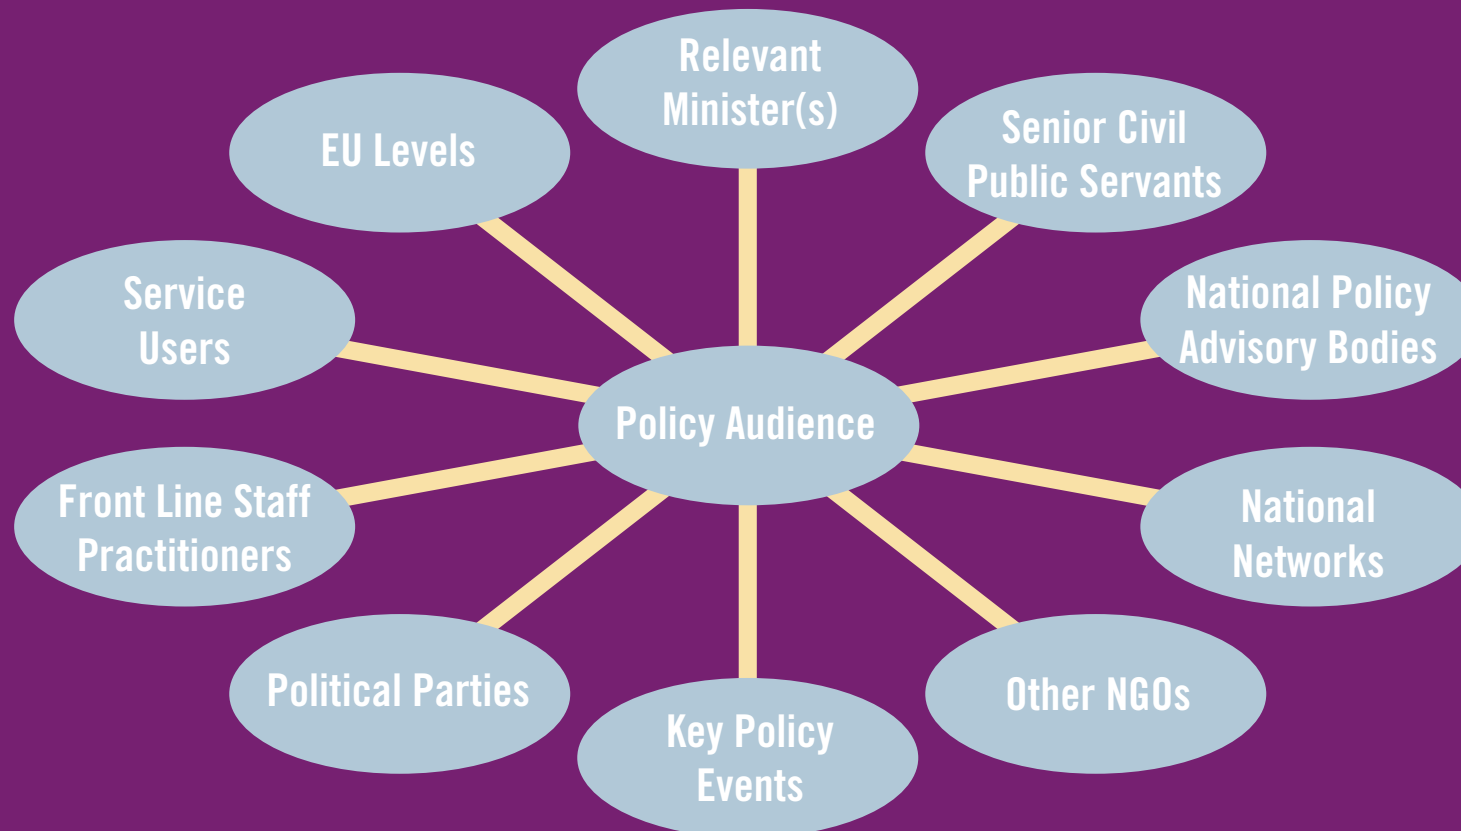 Relevant
Minister(s)
Senior Civil
Public Servants
EU Levels
National Policy
Advisory Bodies
Service
Users
Policy Audience
Front Line Staff
Practitioners
National
Networks
Political Parties
Other NGOs
Key Policy
Events